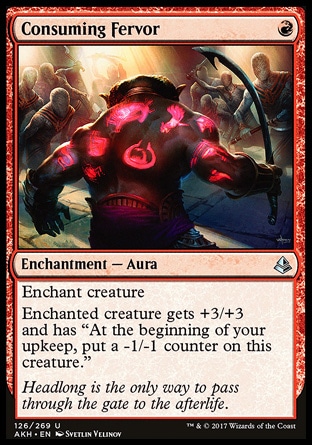 Consuming Fervor
Enchantment — Aura
Enchant creature
Enchanted creature gets +3/+3
and has “At the beginning of your
upkeep, put a -1/-1 counter on this
creature.”
Headlong is the only way to pass
through the gate to the afterlife.
126/269 U
AKH • EN Svetlin Velinov
™ & © 2017 Wizards of the Coast